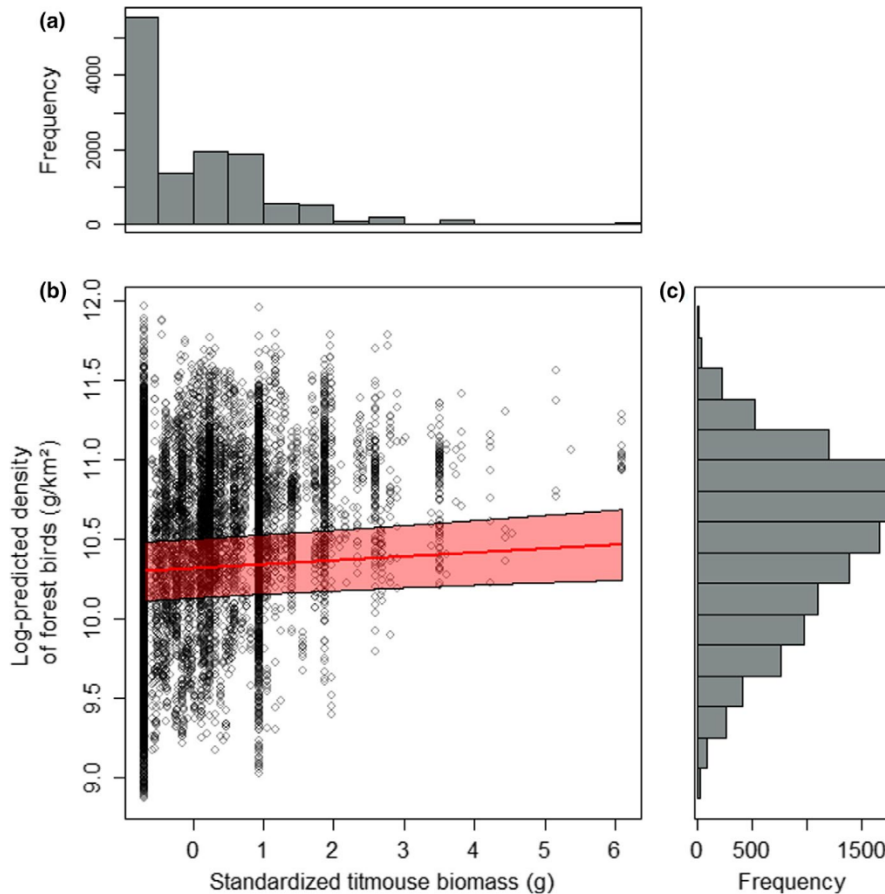 (a)
Frequency
4000
2000
0
(b)
12.0
11.5
11.0
10.5
10.0
9.5
9.0
Log-predicted density
of forest birds (g/km²)
0 1 2 3 4 5 6
Standardized titmouse biomass (g)
(c)
0 500 1500
Frequency